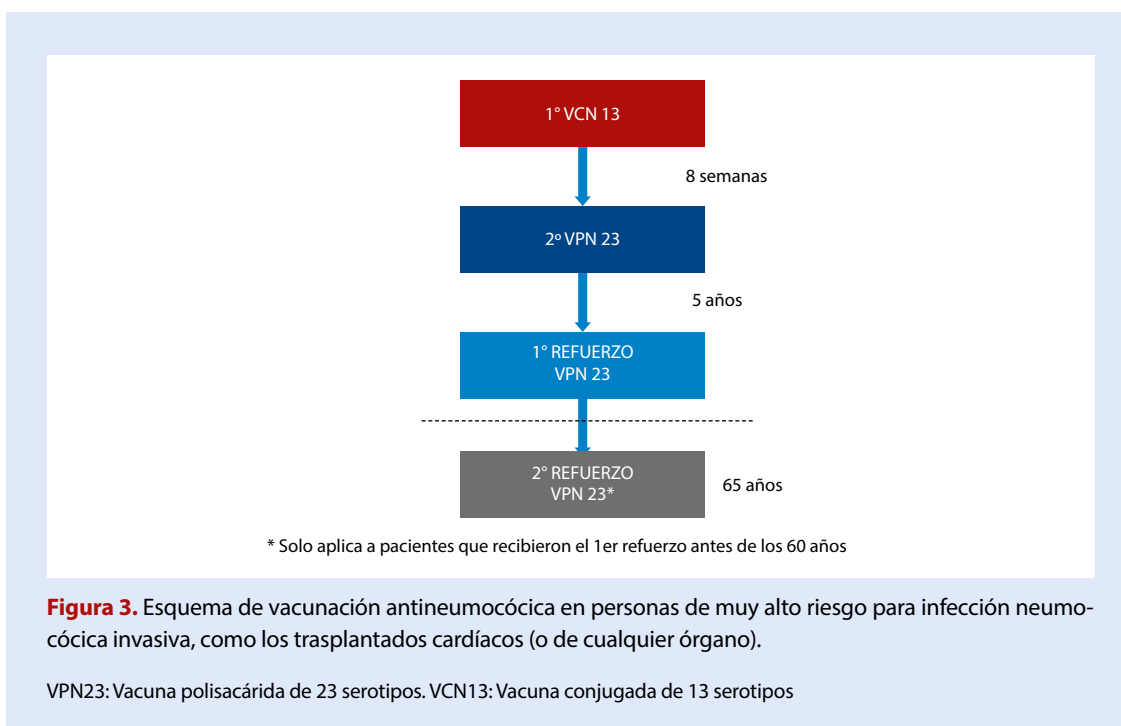 1° VCN 13
8 semanas
2º VPN 23
5 años
1° REFUERZO
VPN 23
2° REFUERZO
VPN 23*
65 años
* Solo aplica a pacientes que recibieron el 1er refuerzo antes de los 60 años
Figura 3. Esquema de vacunación antineumocócica en personas de muy alto riesgo para infección neumo-
cócica invasiva, como los trasplantados cardíacos (o de cualquier órgano).
VPN23: Vacuna polisacárida de 23 serotipos. VCN13: Vacuna conjugada de 13 serotipos